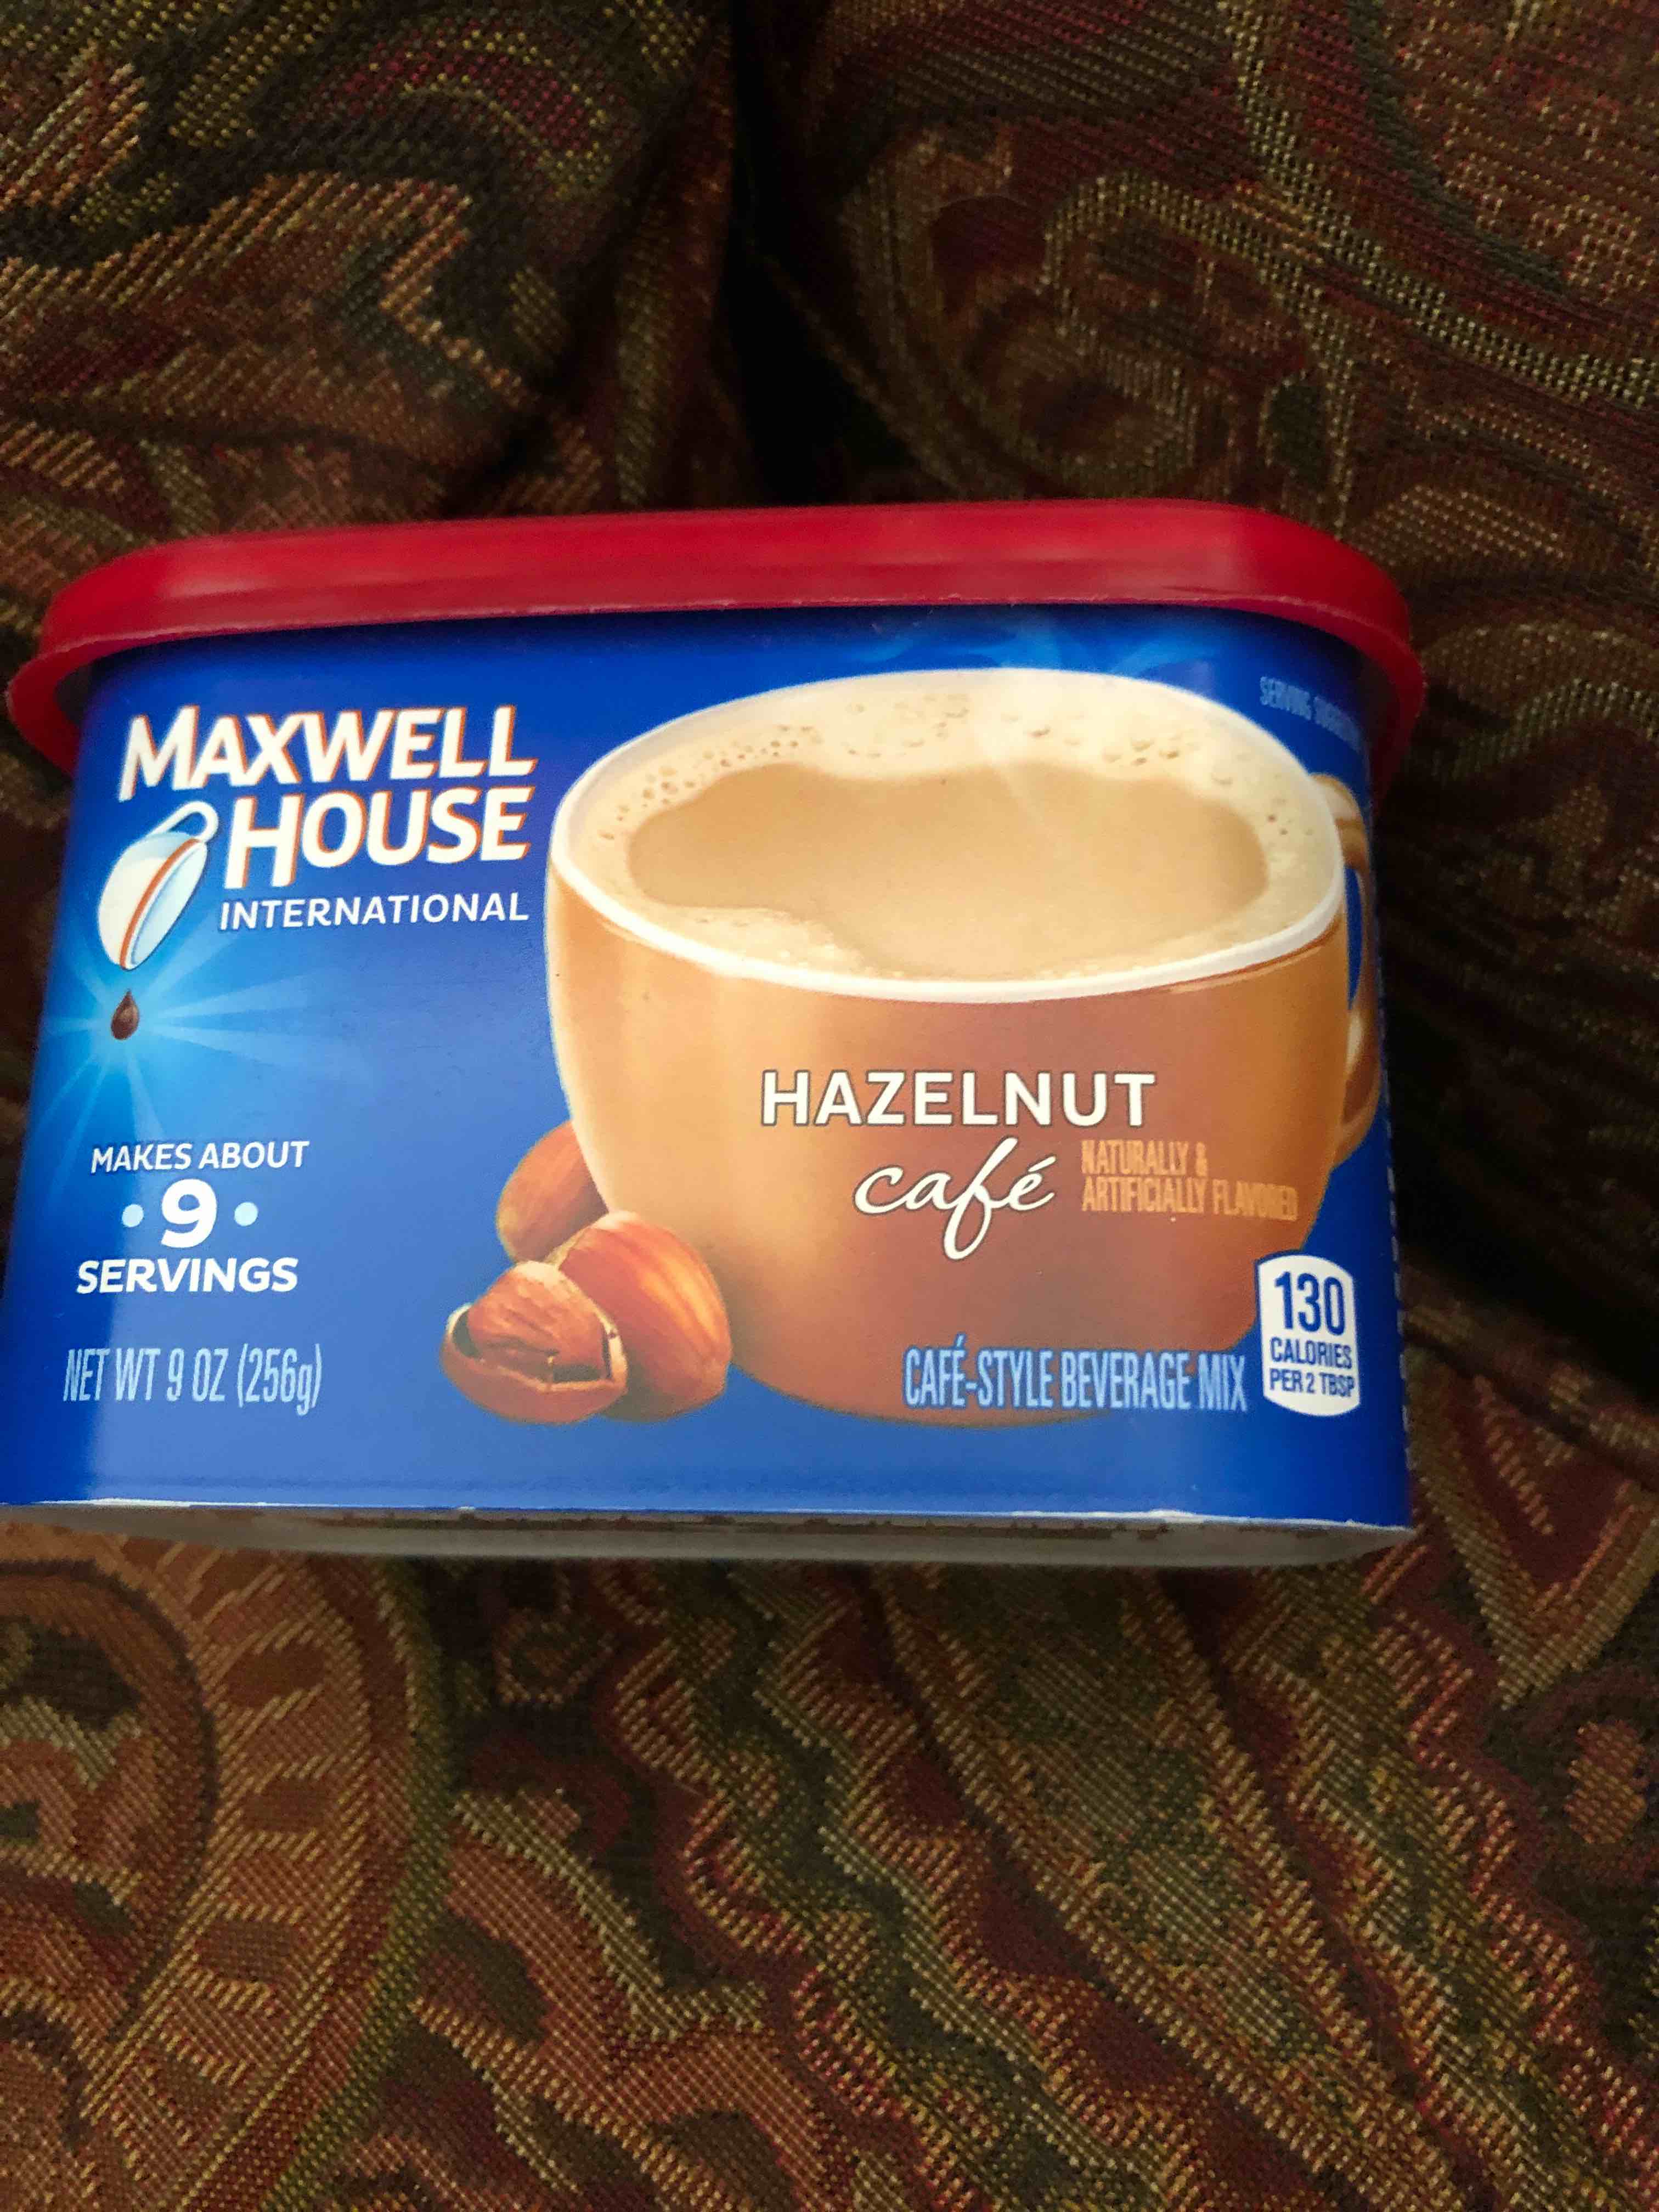 MAXWELL
HOUSE
INTERNATIONAL
SERVING
HAZELNUT
café
NATURALLY &
ARTIFICIALLY FLAVORED
MAKES ABOUT
• 9 •
SERVINGS
NET WT 9 OZ (256g)
CAFÉ-STYLE BEVERAGE MIX
130
CALORIES
PER 2 TBSP